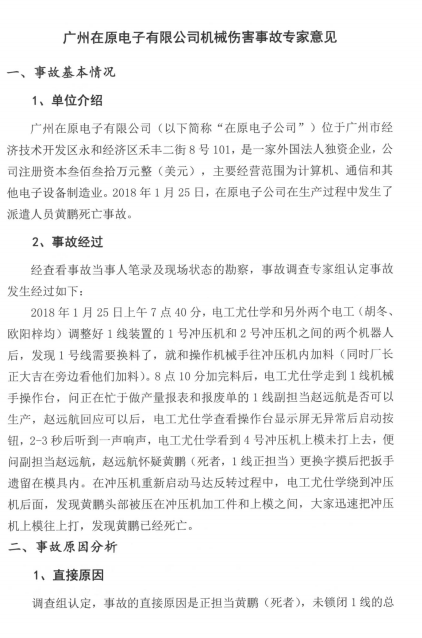 广州在原电子有限公司机械伤害事故专家意见
一、事故基本情况
1、单位介绍
广州在原电子有限公司（以下简称“在原电子公司”）位于广州市经
济技术开发区永和经济区禾丰二街8号101，是一家外国法人独资企业，公
司注册资本叁佰叁拾万元整（美元），主要经营范围为计算机、通信和其
他电子设备制造业。2018年1月25日，在原电子公司在生产过程中发生了
派遣人员黄鹏死亡事故。
2、事故经过
经查看事故当事人笔录及现场状态的勘察，事故调查专家组认定事故
发生经过如下：
2018年1月25日上午7点40分，电工尤仕学和另外两个电工（胡冬、
欧阳梓均）调整好1线装置的1号冲压机和2号冲压机之间的两个机器人
后，发现1号线需要换料了，就和操作机械手往冲压机内加料（同时厂长
正大吉在旁边看他们加料）。8点10分加完料后，电工尤仕学走到1线机械
手操作台，问正在忙于做产量报表和报废单的1线副担当赵远航是否可以
生产，赵远航回应可以后，电工尤仕学查看操作台显示屏无异常后启动按
钮，2-3秒后听到一声响声，电工尤仕学看到4号冲压机上模未打上去，便
问副担当赵远航，赵远航怀疑黄鹏（死者，1线正担当）更换字摸后把扳手
遗留在模具内。在冲压机重新启动马达反转过程中，电工尤仕学绕到冲压
机后面，发现黄鹏头部被压在冲压机加工件和上模之间，大家迅速把冲压
机上模往上打，发现黄鹏已经死亡。
二、事故原因分析
1、直接原因
调查组认定，事故的直接原因是正担当黄鹏（死者），未锁闭1线的总